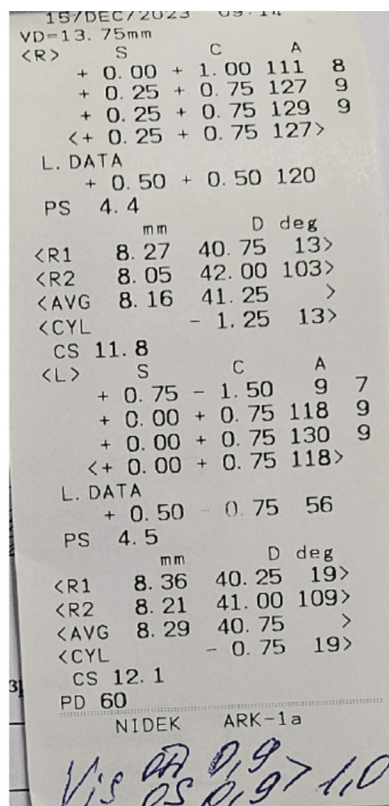 15/DEC/2023 09:14
VD=13.75mm
<R> S C A
+ 0.00 + 1.00 111 8
+ 0.25 + 0.75 127 9
+ 0.25 + 0.75 129 9
<+ 0.25 + 0.75 127>
L.DATA
+ 0.50 + 0.50 120
PS 4.4
mm D deg
<R1 8.27 40.75 13>
<R2 8.05 42.00 103>
<AVG 8.16 41.25 >
<CYL - 1.25 13>
CS 11.8
<L> S C A
+ 0.75 - 1.50 9 7
+ 0.00 + 0.75 118 9
+ 0.00 + 0.75 130 9
<+ 0.00 + 0.75 118>
L.DATA
+ 0.50 - 0.75 56
PS 4.5
mm D deg
<R1 8.36 40.25 19>
<R2 8.21 41.00 109>
<AVG 8.29 40.75 >
<CYL - 0.75 19>
CS 12.1
PD 60
NIDEK ARK-1a
Vis OD 0,9
OS 0,9 > 1,0